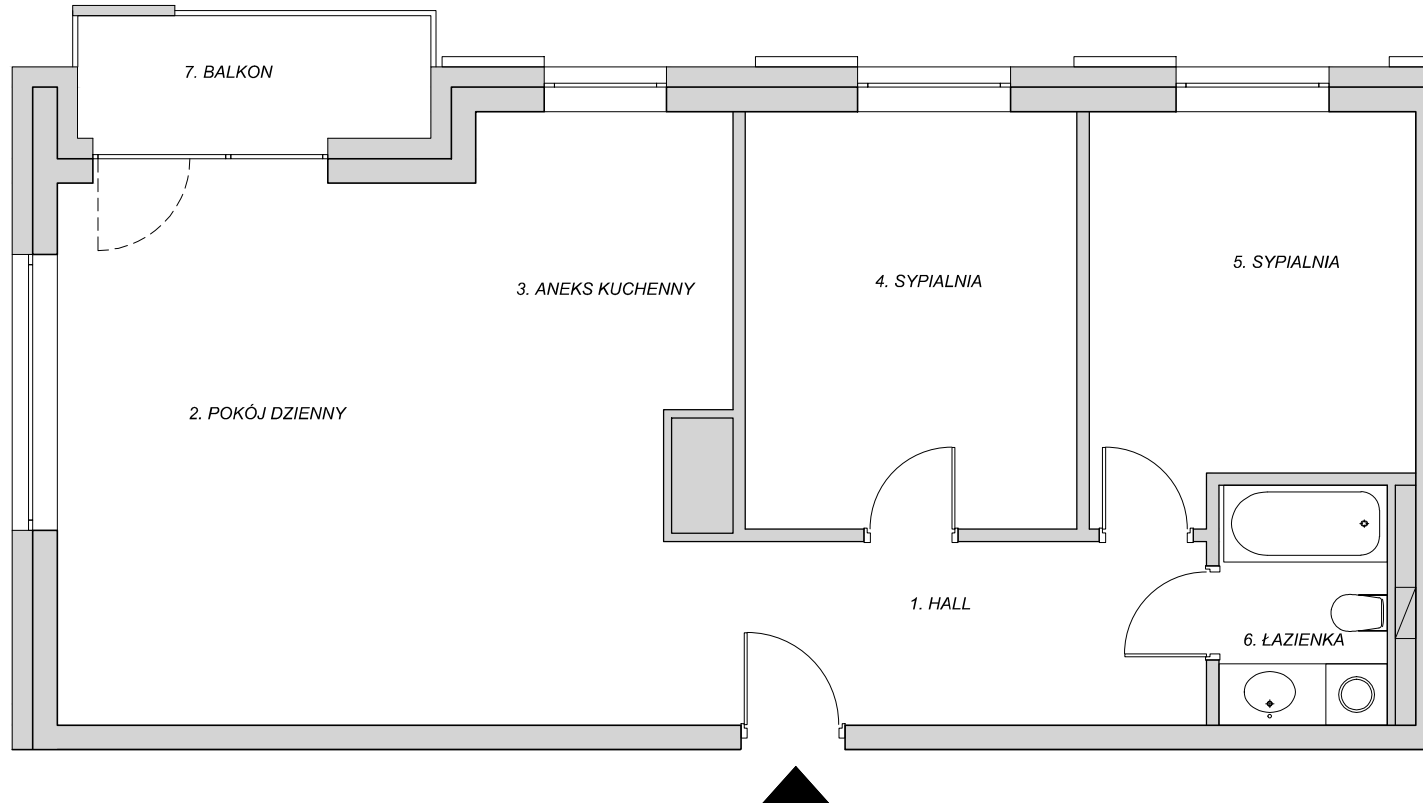 7. BALKON
5. SYPIALNIA
4. SYPIALNIA
3. ANEKS KUCHENNY
2. POKÓJ DZIENNY
1. HALL
6. ŁAZIENKA